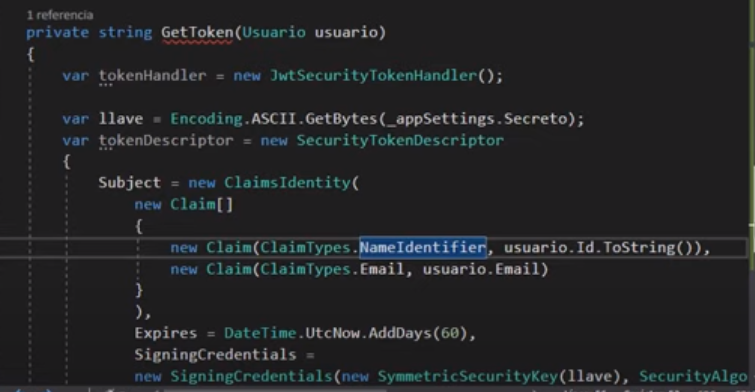 1 referencia
private string GetToken(Usuario usuario)
{
var tokenHandler = new JwtSecurityTokenHandler();
var llave = Encoding.ASCII.GetBytes(_appSettings.Secreto);
var tokenDescriptor = new SecurityTokenDescriptor
{
Subject = new ClaimsIdentity(
new Claim[]
{
new Claim(ClaimTypes.NameIdentifier, usuario.Id.ToString()),
new Claim(ClaimTypes.Email, usuario.Email)
}
),
Expires = DateTime.UtcNow.AddDays(60),
SigningCredentials =
new SigningCredentials(new SymmetricSecurityKey(llave), SecurityAlgo